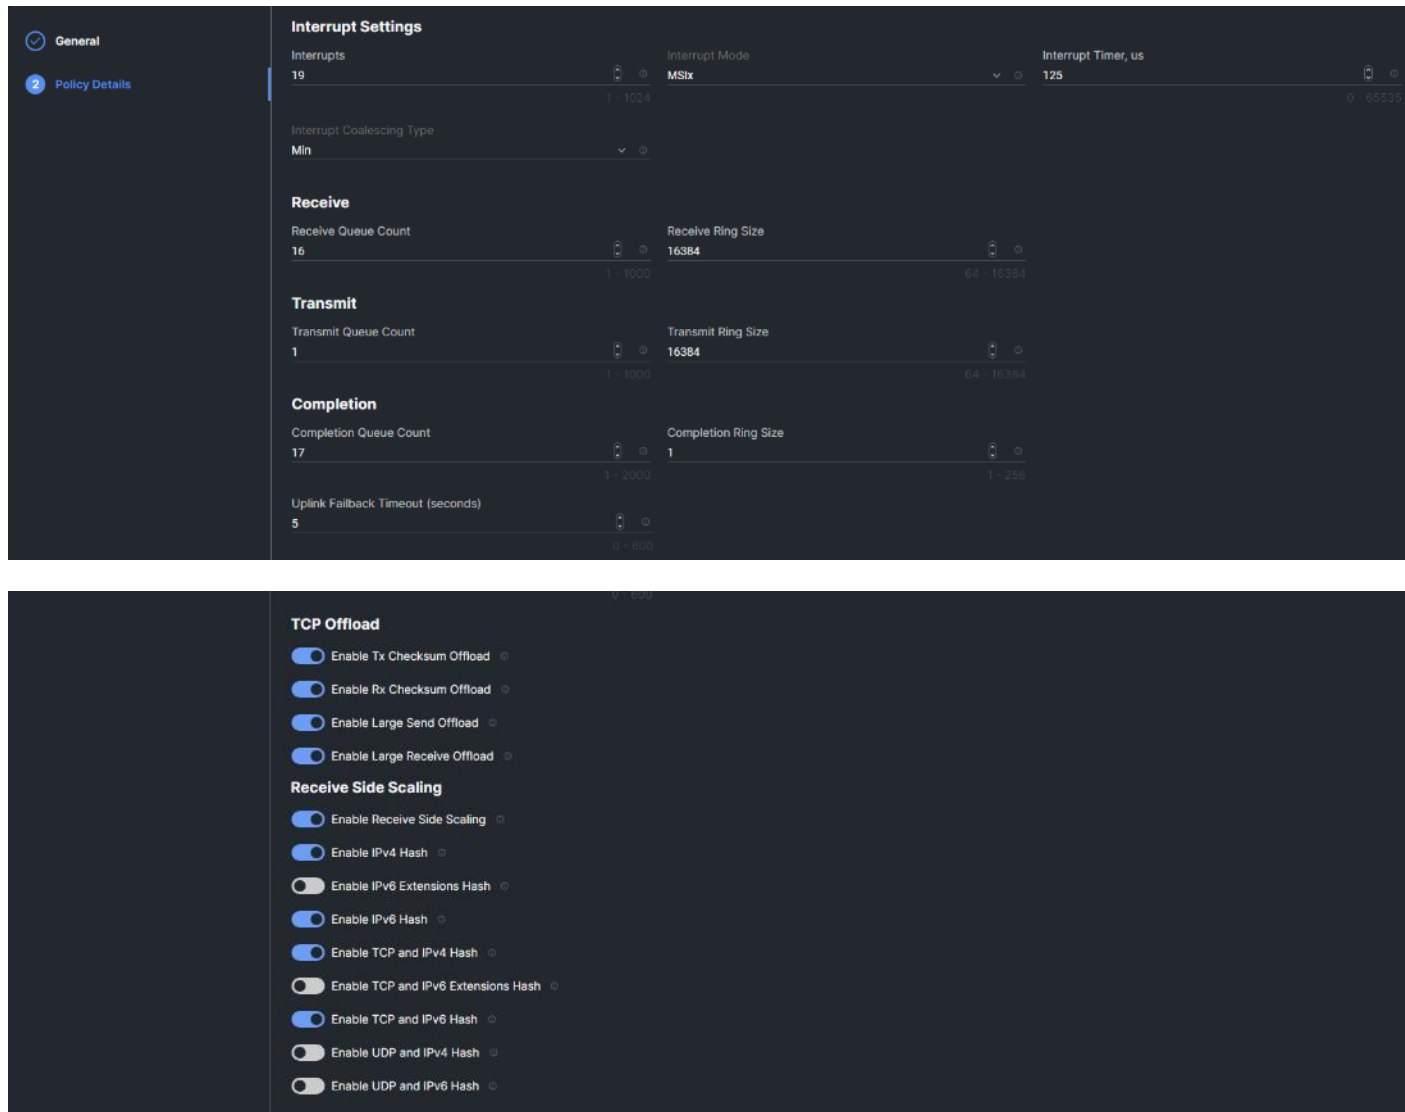 General
2 Policy Details
Interrupt Settings
Interrupts
Interrupt Mode
Interrupt Timer, us
19
MSIx
125
1 - 1024
0 - 65535
Interrupt Coalescing Type
Min
Receive
Receive Queue Count
Receive Ring Size
16
16384
1 - 1000
64 - 16384
Transmit
Transmit Queue Count
Transmit Ring Size
1
16384
1 - 1000
64 - 16384
Completion
Completion Queue Count
Completion Ring Size
17
1
1 - 2000
1 - 256
Uplink Failback Timeout (seconds)
5
0 - 600
0 - 600
TCP Offload
Enable Tx Checksum Offload
Enable Rx Checksum Offload
Enable Large Send Offload
Enable Large Receive Offload
Receive Side Scaling
Enable Receive Side Scaling
Enable IPv4 Hash
Enable IPv6 Extensions Hash
Enable IPv6 Hash
Enable TCP and IPv4 Hash
Enable TCP and IPv6 Extensions Hash
Enable TCP and IPv6 Hash
Enable UDP and IPv4 Hash
Enable UDP and IPv6 Hash